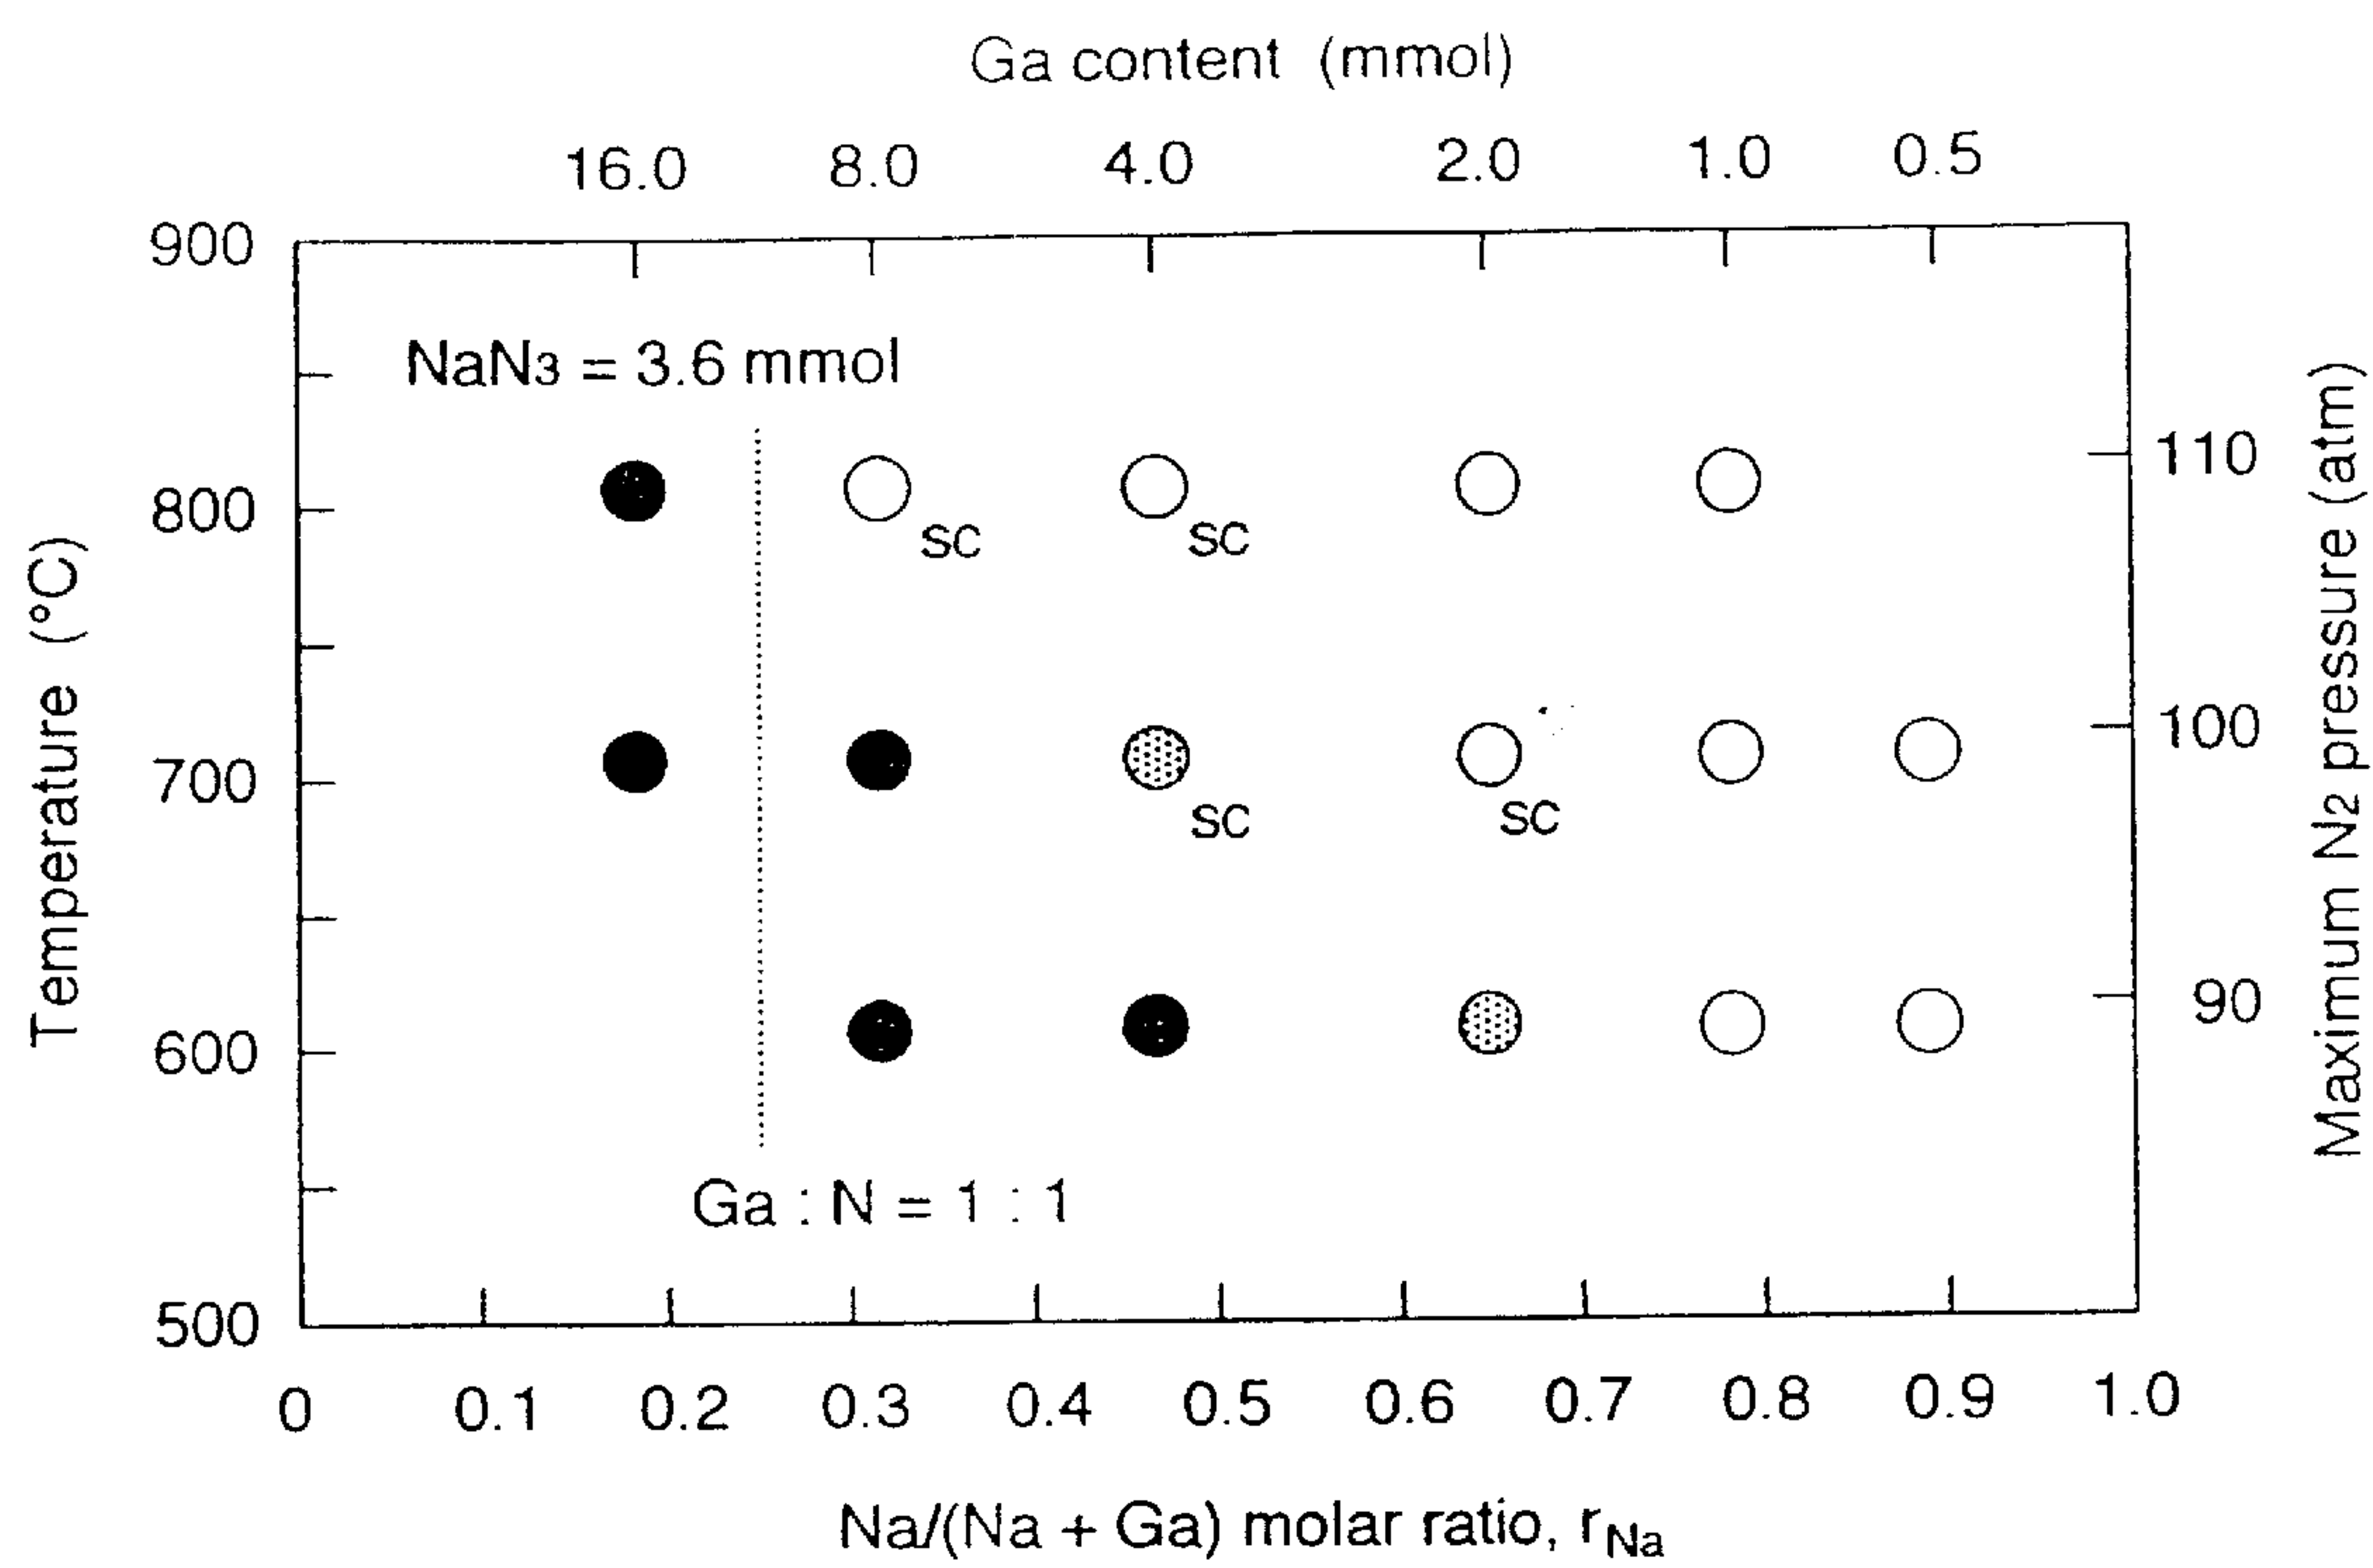 Ga content (mmol)
16.0 8.0 4.0 2.0 1.0 0.5
900
NaN3 = 3.6 mmol
110
800
sc sc
Temperature (°C)
Maximum N2 pressure (atm)
100
700
sc sc
90
600
Ga : N = 1 : 1
500
0 0.1 0.2 0.3 0.4 0.5 0.6 0.7 0.8 0.9 1.0
Na/(Na + Ga) molar ratio, rNa